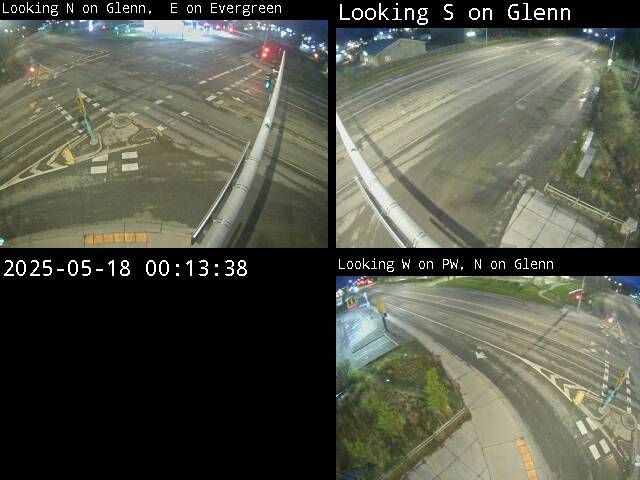 Looking N on Glenn,  E on Evergreen
Looking S on Glenn
2025-05-18 00:13:38
Looking W on PW, N on Glenn